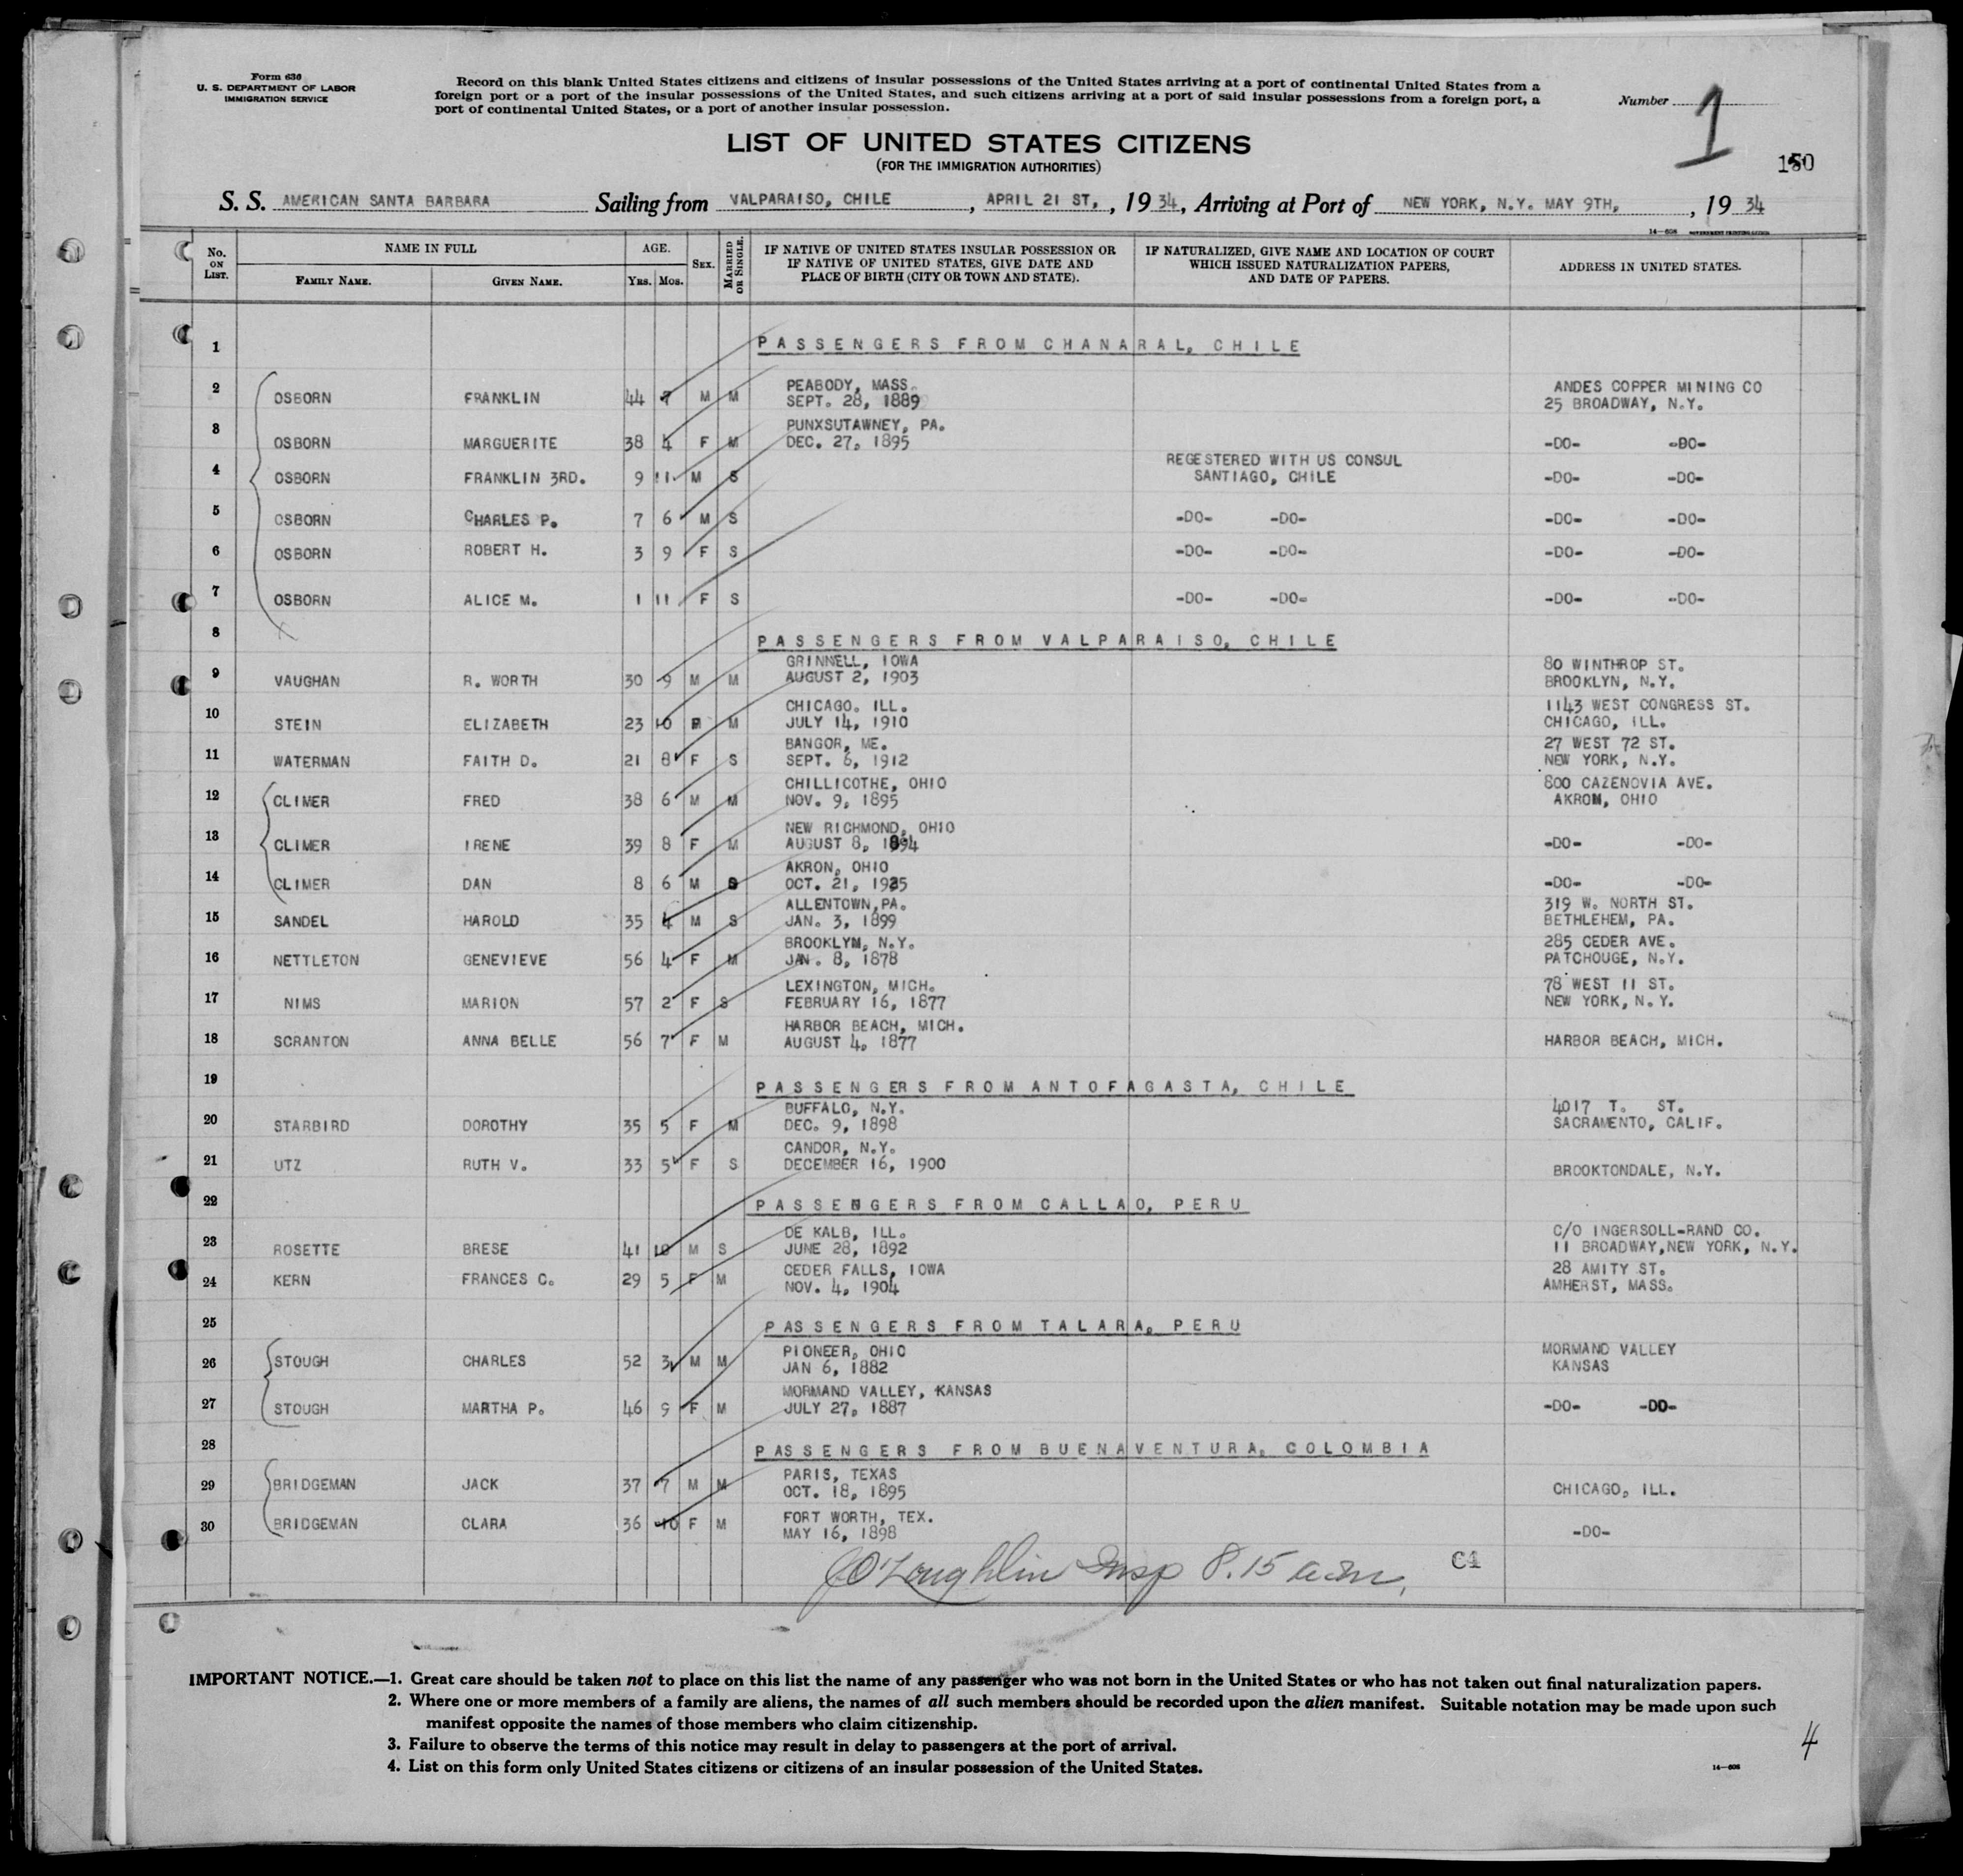 Form 630
U. S. DEPARTMENT OF LABOR
IMMIGRATION SERVICE
Record on this blank United States citizens and citizens of insular possessions of the United States arriving at a port of continental United States from a
foreign port or a port of the insular possessions of the United States, and such citizens arriving at a port of said insular possessions from a foreign port, a
port of continental United States, or a port of another insular possession.
Number 1
LIST OF UNITED STATES CITIZENS
(FOR THE IMMIGRATION AUTHORITIES)
150
S. S. AMERICAN SANTA BARBARA Sailing from VALPARAISO, CHILE, APRIL 21 ST., 1934, Arriving at Port of NEW YORK, N.Y. MAY 9TH, , 1934
14—608 GOVERNMENT PRINTING OFFICE
No. ON LIST. NAME IN FULL FAMILY NAME. GIVEN NAME. AGE. YRS. MOS. SEX. MARRIED OR SINGLE. IF NATIVE OF UNITED STATES INSULAR POSSESSION OR IF NATIVE OF UNITED STATES, GIVE DATE AND PLACE OF BIRTH (CITY OR TOWN AND STATE). IF NATURALIZED, GIVE NAME AND LOCATION OF COURT WHICH ISSUED NATURALIZATION PAPERS, AND DATE OF PAPERS. ADDRESS IN UNITED STATES.
1 PASSENGERS FROM CHANARAL, CHILE
2 OSBORN FRANKLIN 44 7 M M PEABODY, MASS. SEPT. 28, 1889 ANDES COPPER MINING CO 25 BROADWAY, N.Y.
3 OSBORN MARGUERITE 38 4 F M PUNXSUTAWNEY, PA. DEC. 27, 1895 -DO- -DO-
4 OSBORN FRANKLIN 3RD. 9 11 M S REGESTERED WITH US CONSUL SANTIAGO, CHILE -DO- -DO-
5 OSBORN CHARLES P. 7 6 M S -DO- -DO- -DO- -DO-
6 OSBORN ROBERT H. 3 9 F S -DO- -DO- -DO- -DO-
7 OSBORN ALICE M. 1 11 F S -DO- -DO- -DO- -DO-
8 PASSENGERS FROM VALPARAISO, CHILE
9 VAUGHAN R. WORTH 30 9 M M GRINNELL, IOWA AUGUST 2, 1903 80 WINTHROP ST. BROOKLYN, N.Y.
10 STEIN ELIZABETH 23 10 F M CHICAGO. ILL. JULY 14, 1910 1143 WEST CONGRESS ST. CHICAGO, ILL.
11 WATERMAN FAITH D. 21 8 F S BANGOR, ME. SEPT. 6, 1912 27 WEST 72 ST. NEW YORK, N.Y.
12 CLIMER FRED 38 6 M M CHILLICOTHE, OHIO NOV. 9, 1895 800 CAZENOVIA AVE. AKRON, OHIO
13 CLIMER IRENE 39 8 F M NEW RICHMOND, OHIO AUGUST 8, 1894 -DO- -DO-
14 CLIMER DAN 8 6 M S AKRON, OHIO OCT. 21, 1925 -DO- -DO-
15 SANDEL HAROLD 35 4 M S ALLENTOWN,PA. JAN. 3, 1899 319 W. NORTH ST. BETHLEHEM, PA.
16 NETTLETON GENEVIEVE 56 4 F M BROOKLYN, N.Y. JAN. 8, 1878 285 CEDER AVE. PATCHOUGE, N.Y.
17 NIMS MARION 57 2 F S LEXINGTON, MICH. FEBRUARY 16, 1877 78 WEST 11 ST. NEW YORK, N.Y.
18 SCRANTON ANNA BELLE 56 7 F M HARBOR BEACH, MICH. AUGUST 4, 1877 HARBOR BEACH, MICH.
19 PASSENGERS FROM ANTOFAGASTA, CHILE
20 STARBIRD DOROTHY 35 5 F M BUFFALO, N.Y. DEC. 9, 1898 4017 T. ST. SACRAMENTO, CALIF.
21 UTZ RUTH V. 33 5 F S CANDOR, N.Y. DECEMBER 16, 1900 BROOKTONDALE, N.Y.
22 PASSENGERS FROM CALLAO, PERU
23 ROSETTE BRESE 41 10 M S DE KALB, ILL. JUNE 28, 1892 C/O INGERSOLL-RAND CO. 11 BROADWAY,NEW YORK, N.Y.
24 KERN FRANCES C. 29 5 F M CEDER FALLS, IOWA NOV. 4, 1904 28 AMITY ST. AMHERST, MASS.
25 PASSENGERS FROM TALARA, PERU
26 STOUGH CHARLES 52 3 M M PIONEER, OHIO JAN 6, 1882 MORMAND VALLEY KANSAS
27 STOUGH MARTHA P. 46 9 F M MORMAND VALLEY, KANSAS JULY 27, 1887 -DO- -DO-
28 PASSENGERS FROM BUENAVENTURA, COLOMBIA
29 BRIDGEMAN JACK 37 7 M M PARIS, TEXAS OCT. 18, 1895 CHICAGO, ILL.
30 BRIDGEMAN CLARA 36 10 F M FORT WORTH, TEX. MAY 16, 1898 -DO-
J O'Loughlin Insp 8.15 am. C4
IMPORTANT NOTICE.—1. Great care should be taken not to place on this list the name of any passenger who was not born in the United States or who has not taken out final naturalization papers.
2. Where one or more members of a family are aliens, the names of all such members should be recorded upon the alien manifest. Suitable notation may be made upon such
manifest opposite the names of those members who claim citizenship.
3. Failure to observe the terms of this notice may result in delay to passengers at the port of arrival.
4. List on this form only United States citizens or citizens of an insular possession of the United States.
4
14—608